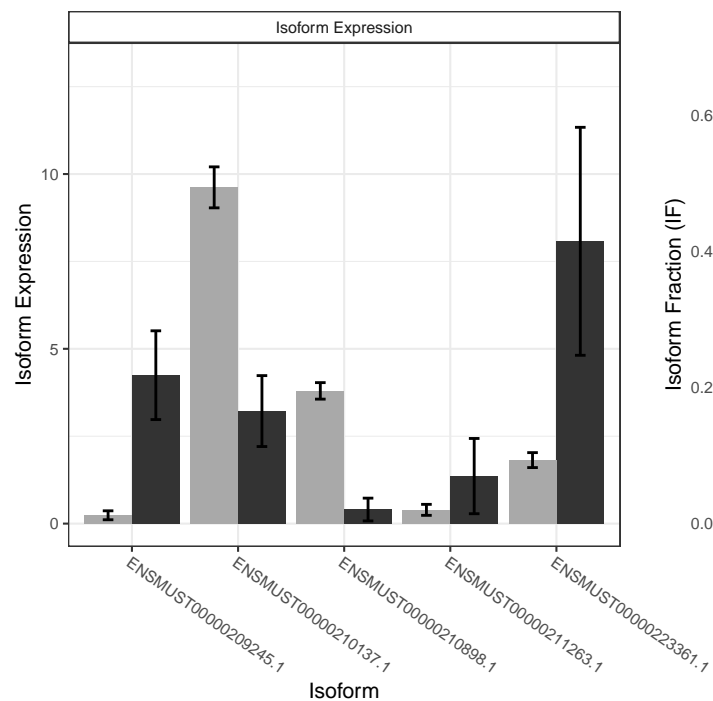 Isoform Expression
Isoform Expression
10
5
0
ENSMUST00000209245.1
ENSMUST00000210137.1
ENSMUST00000210898.1
ENSMUST00000211263.1
ENSMUST00000223361.1
Isoform
Isoform Fraction (IF)
0.6
0.4
0.2
0.0